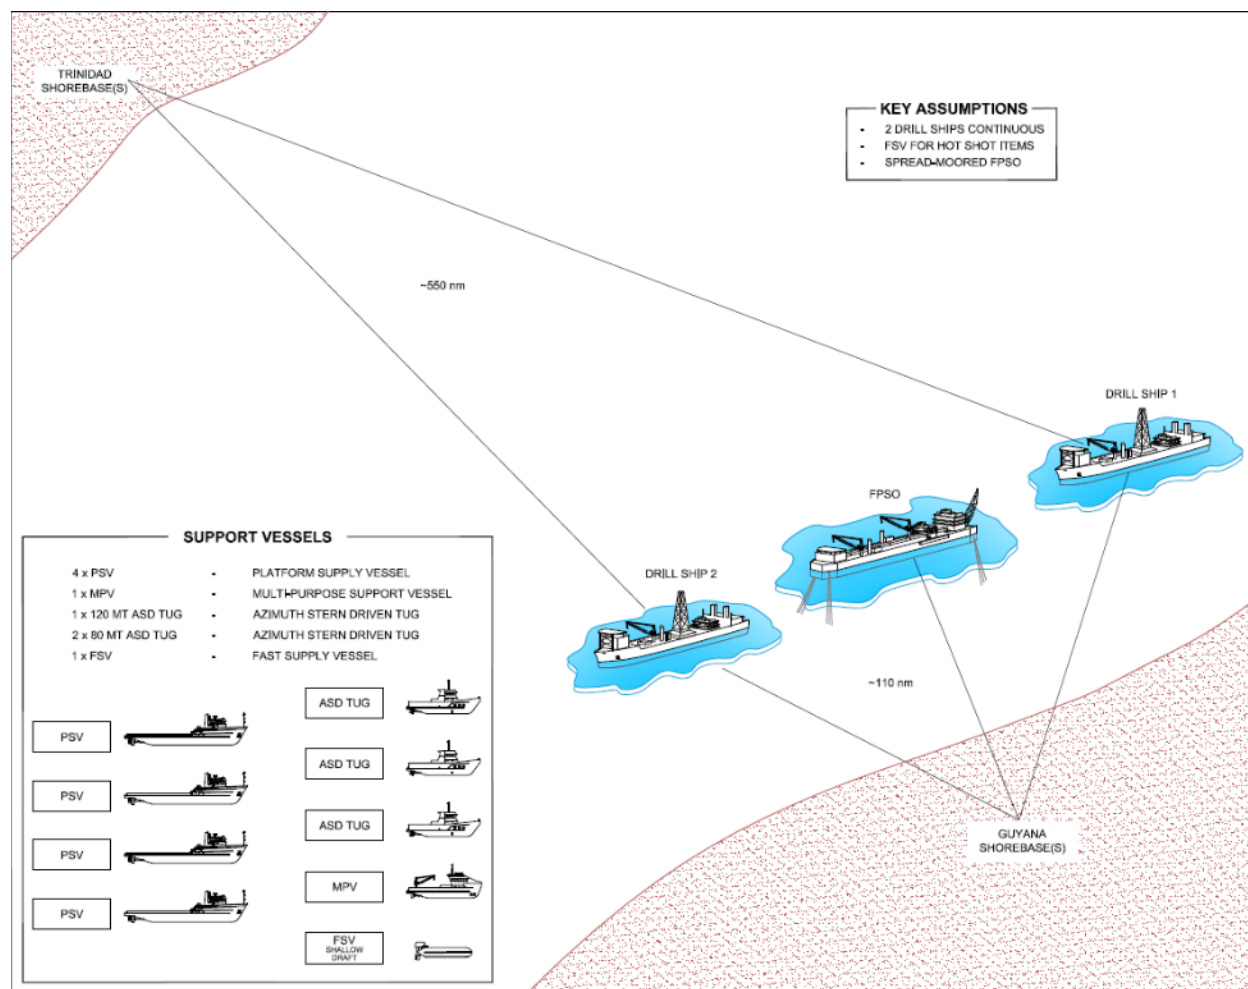 TRINIDAD
SHOREBASE(S)
KEY ASSUMPTIONS
- 2 DRILL SHIPS CONTINUOUS
- FSV FOR HOT SHOT ITEMS
- SPREAD-MOORED FPSO
~550 nm
DRILL SHIP 1
FPSO
DRILL SHIP 2
~110 nm
GUYANA
SHOREBASE(S)
SUPPORT VESSELS
4 x PSV - PLATFORM SUPPLY VESSEL
1 x MPV - MULTI-PURPOSE SUPPORT VESSEL
1 x 120 MT ASD TUG - AZIMUTH STERN DRIVEN TUG
2 x 80 MT ASD TUG - AZIMUTH STERN DRIVEN TUG
1 x FSV - FAST SUPPLY VESSEL
PSV
PSV
PSV
PSV
ASD TUG
ASD TUG
ASD TUG
MPV
FSV
SHALLOW
DRAFT